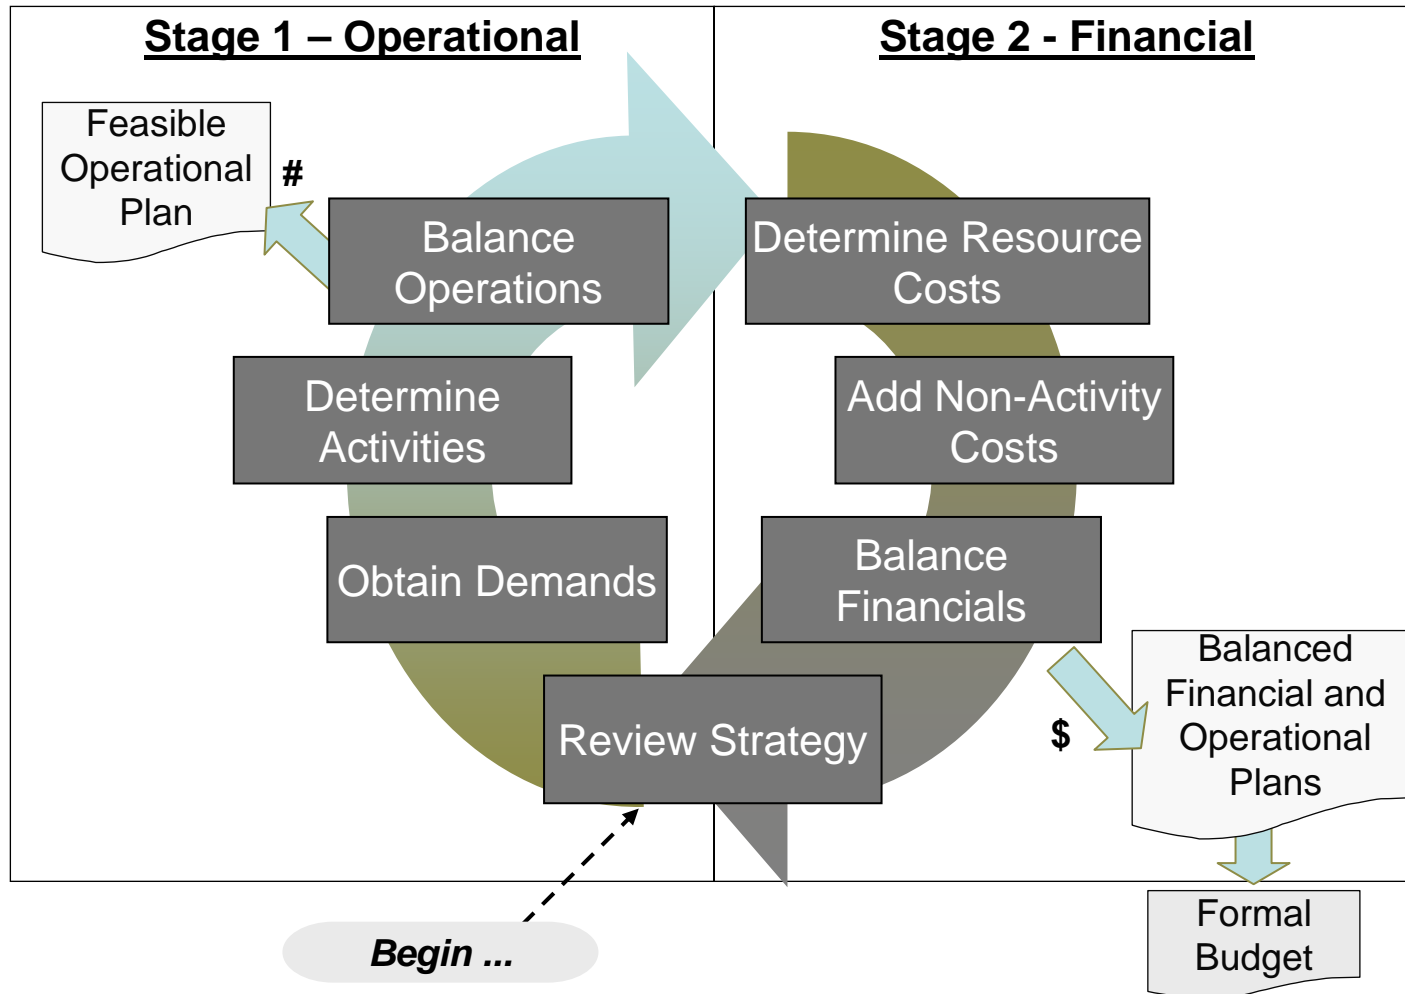 Stage 1 – Operational
Stage 2 - Financial
Feasible
Operational
Plan
#
Balance
Operations
Determine Resource
Costs
Determine
Activities
Add Non-Activity
Costs
Obtain Demands
Balance
Financials
Review Strategy
$
Balanced
Financial and
Operational
Plans
Begin ...
Formal
Budget